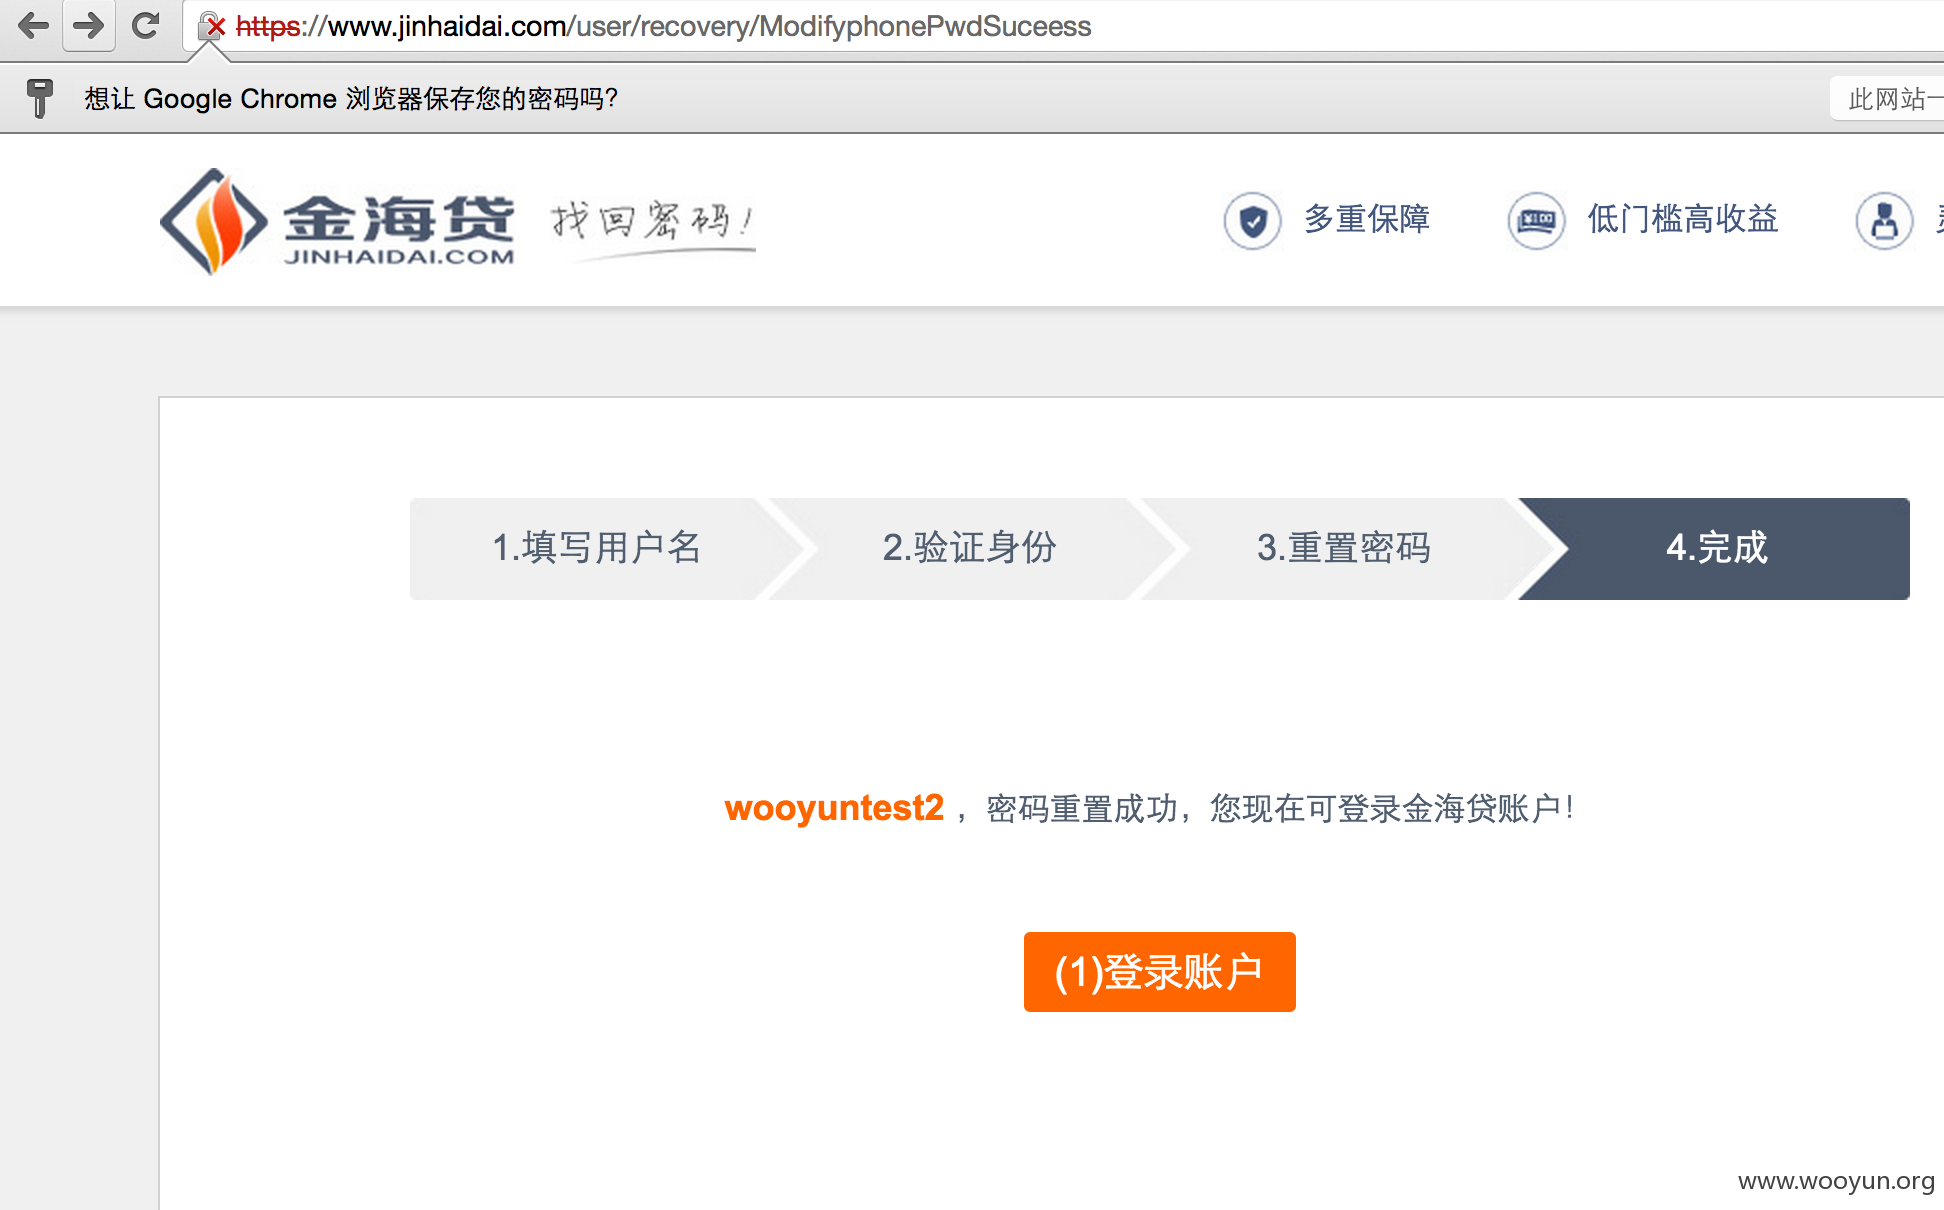 https://www.jinhaidai.com/user/recovery/ModifyphonePwdSuceess
想让 Google Chrome 浏览器保存您的密码吗？
此网站一
金海贷
JINHAIDAI.COM
找回密码！
多重保障
低门槛高收益
1.填写用户名
2.验证身份
3.重置密码
4.完成
wooyuntest2 ，密码重置成功，您现在可登录金海贷账户！
(1)登录账户
www.wooyun.org